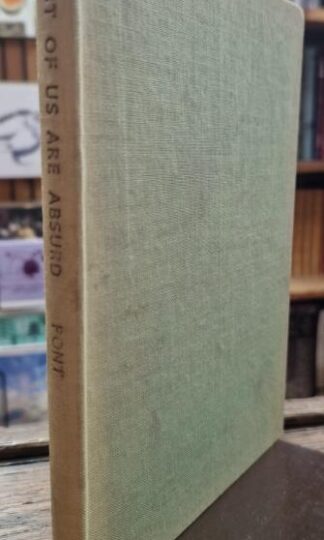 T OF US ARE ABSURD FONT